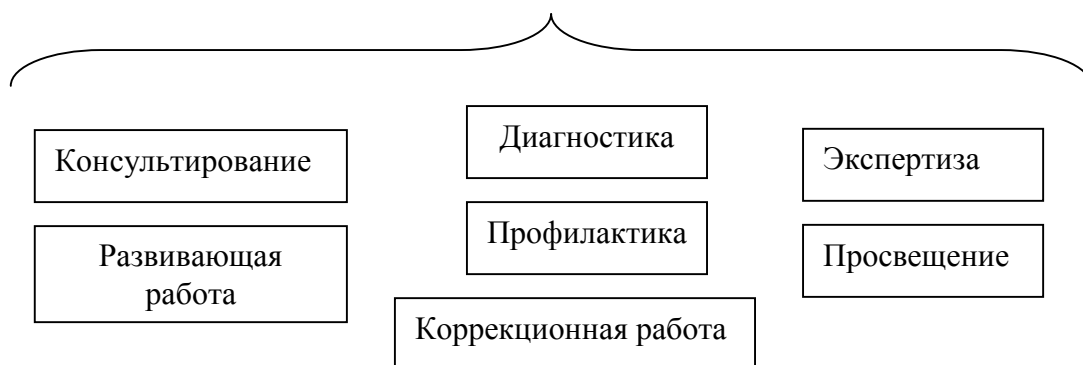 Консультирование
Развивающая
работа
Диагностика
Профилактика
Коррекционная работа
Экспертиза
Просвещение